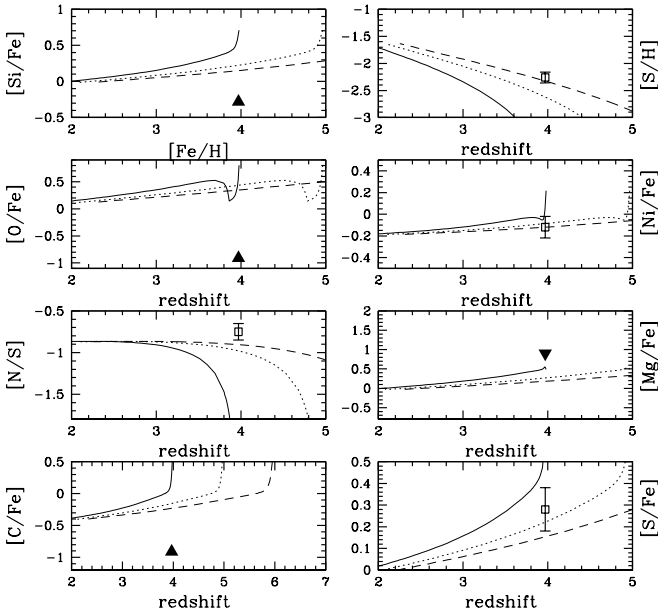 1
0.5
0
−0.5
[Si/Fe]
2 3 4 5
[Fe/H]
−1
−1.5
−2
−2.5
−3
[S/H]
2 3 4 5
redshift
0.5
0
−0.5
−1
[O/Fe]
2 3 4 5
redshift
0.4
0.2
0
−0.2
−0.4
[Ni/Fe]
2 3 4 5
redshift
−0.5
−1
−1.5
[N/S]
2 3 4 5
redshift
2
1.5
1
0.5
0
−0.5
[Mg/Fe]
2 3 4 5
redshift
0.5
0
−0.5
−1
[C/Fe]
2 3 4 5 6 7
redshift
0.5
0.4
0.3
0.2
0.1
0
[S/Fe]
2 3 4 5
redshift